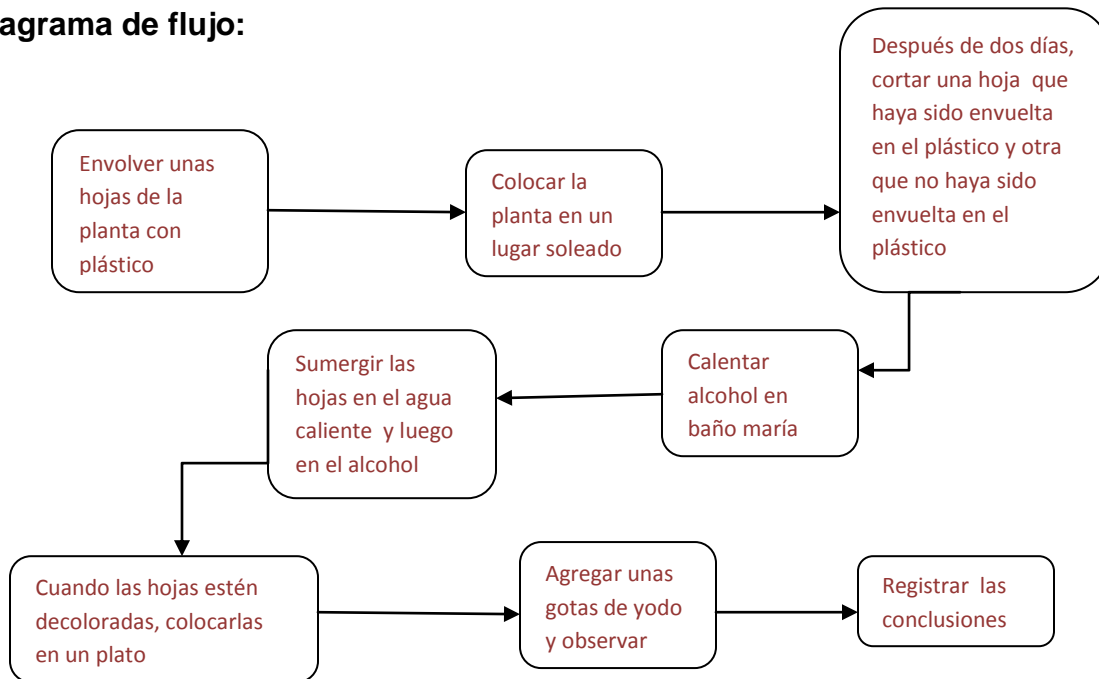 agrama de flujo:
Envolver unas
hojas de la
planta con
plástico
Colocar la
planta en un
lugar soleado
Después de dos días,
cortar una hoja que
haya sido envuelta
en el plástico y otra
que no haya sido
envuelta en el
plástico
Calentar
alcohol en
baño maría
Sumergir las
hojas en el agua
caliente y luego
en el alcohol
Cuando las hojas estén
decoloradas, colocarlas
en un plato
Agregar unas
gotas de yodo
y observar
Registrar las
conclusiones